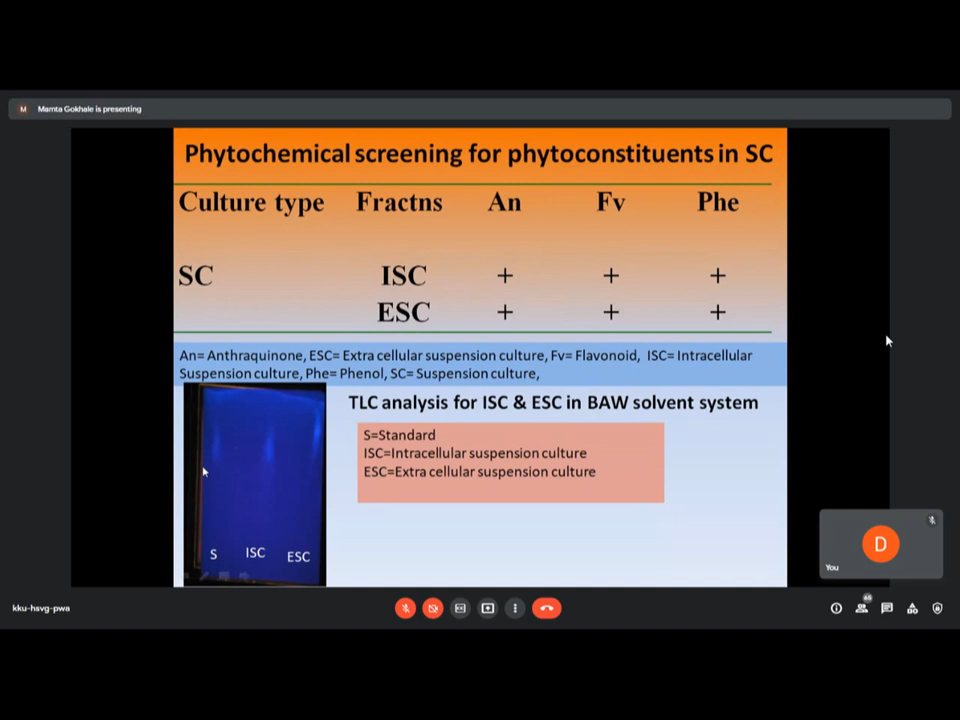 M Mamta Gokhale is presenting
Phytochemical screening for phytoconstituents in SC
Culture type Fractns An Fv Phe
SC ISC + + +
ESC + + +
An= Anthraquinone, ESC= Extra cellular suspension culture, Fv= Flavonoid, ISC= Intracellular
Suspension culture, Phe= Phenol, SC= Suspension culture,
TLC analysis for ISC & ESC in BAW solvent system
S=Standard
ISC=Intracellular suspension culture
ESC=Extra cellular suspension culture
S ISC ESC
D
You
kku-hsvg-pwa